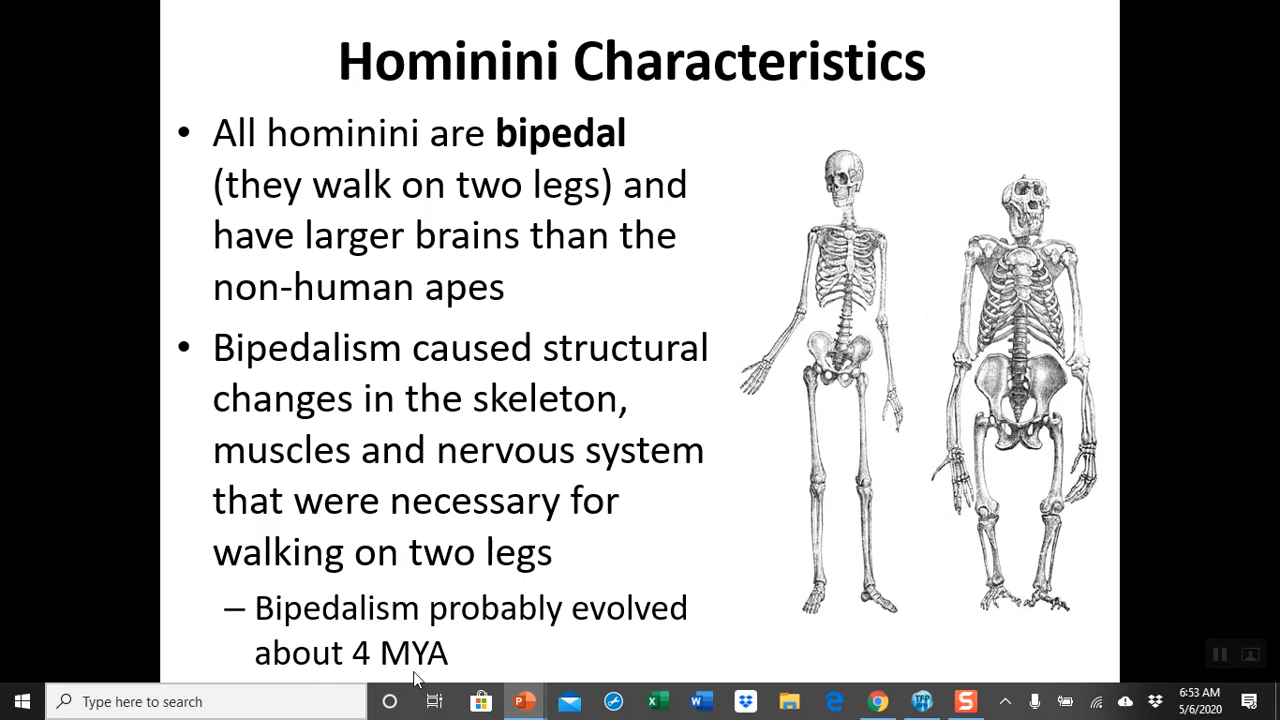 Hominini Characteristics
• All hominini are bipedal
(they walk on two legs) and
have larger brains than the
non-human apes
• Bipedalism caused structural
changes in the skeleton,
muscles and nervous system
that were necessary for
walking on two legs
– Bipedalism probably evolved
about 4 MYA
Type here to search
6:53 AM
5/6/2020